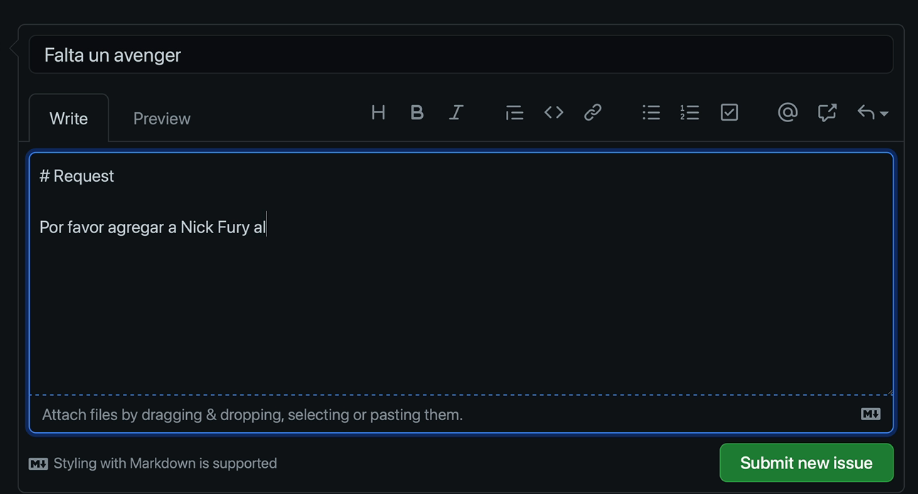 Falta un avenger
Write Preview
# Request
Por favor agregar a Nick Fury al
Attach files by dragging & dropping, selecting or pasting them.
Styling with Markdown is supported
Submit new issue